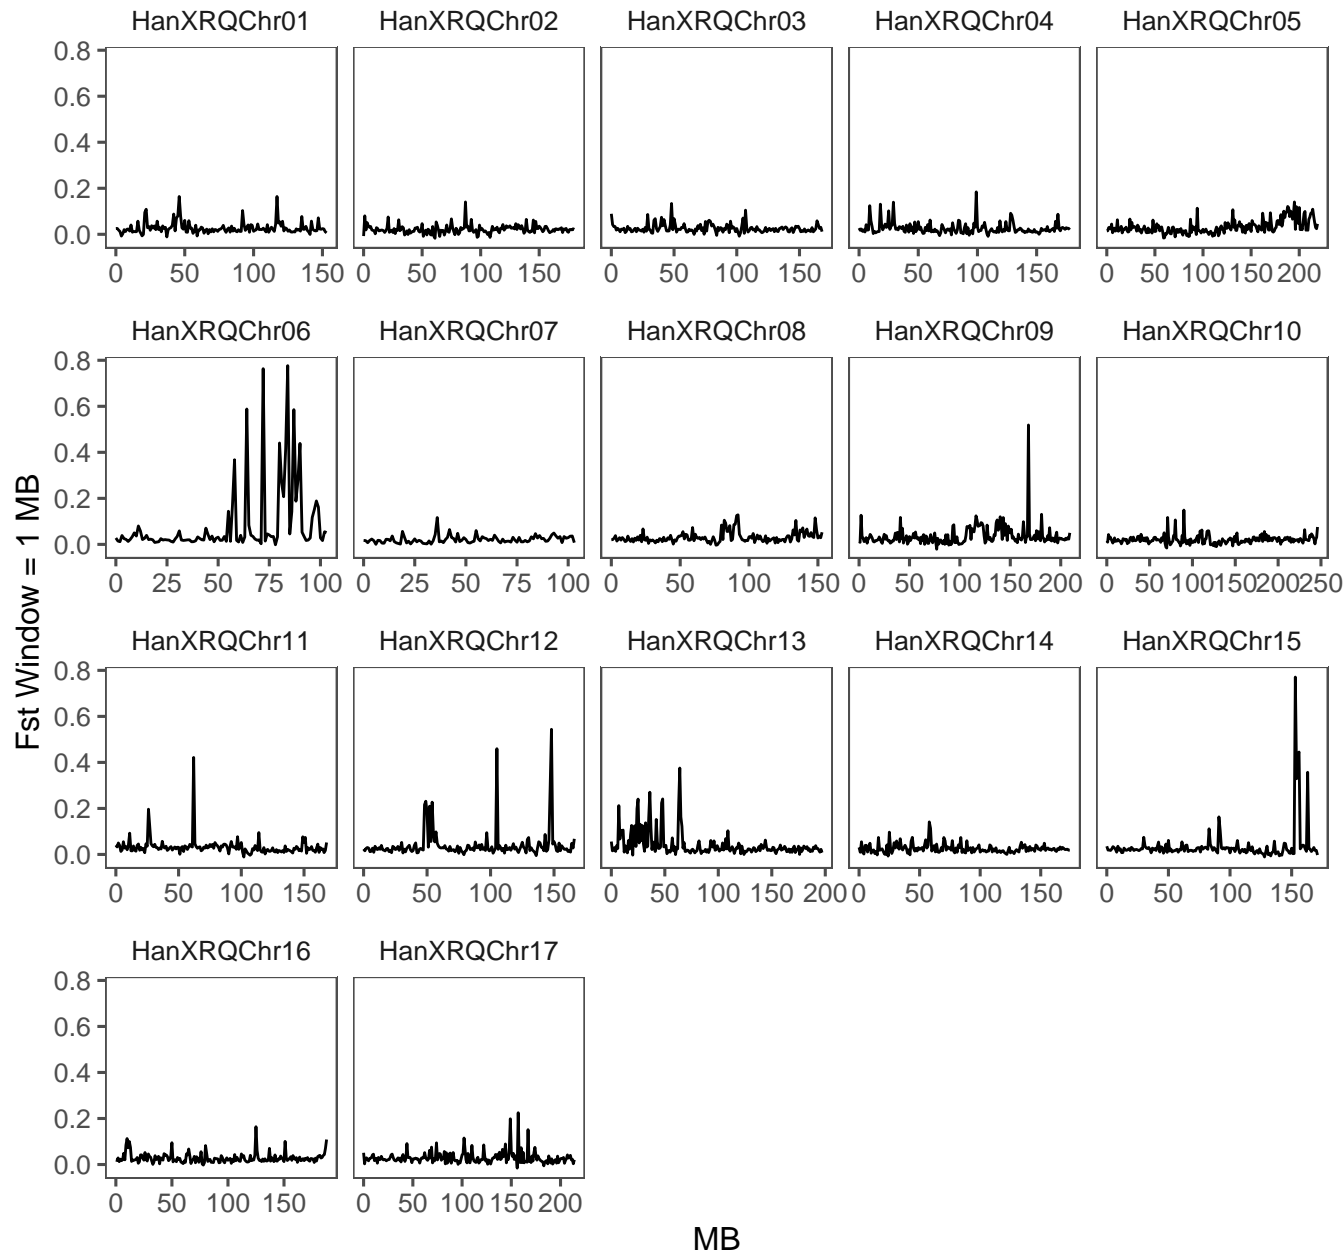 HanXRQChr01 HanXRQChr02 HanXRQChr03 HanXRQChr04 HanXRQChr05
0.8
0.6
0.4
0.2
0.0
0 50 100 150 0 50 100 150 0 50 100 150 0 50 100 150 0 50 100 150 200
HanXRQChr06 HanXRQChr07 HanXRQChr08 HanXRQChr09 HanXRQChr10
0.8
0.6
0.4
0.2
0.0
0 25 50 75 100 0 25 50 75 100 0 50 100 150 0 50 100 150 200 0 50 100 150 200 250
Fst Window = 1 MB
HanXRQChr11 HanXRQChr12 HanXRQChr13 HanXRQChr14 HanXRQChr15
0.8
0.6
0.4
0.2
0.0
0 50 100 150 0 50 100 150 0 50 100 150 200 0 50 100 150 0 50 100 150
HanXRQChr16 HanXRQChr17
0.8
0.6
0.4
0.2
0.0
0 50 100 150 0 50 100 150 200
MB